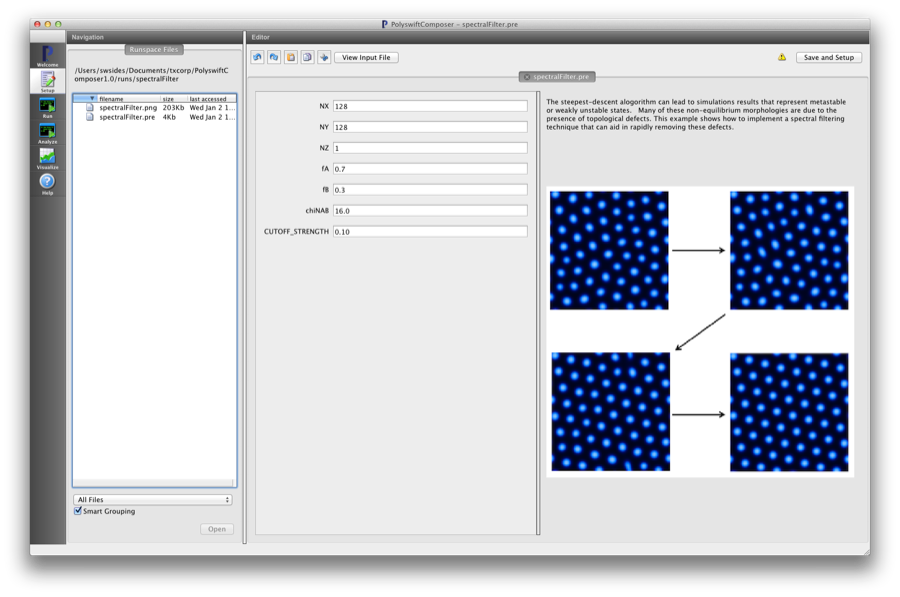 PolyswiftComposer - spectralFilter.pre
Navigation
Editor
Runspace Files
/Users/swsides/Documents/txcorp/PolyswiftC
omposer1.0/runs/spectralFilter
filename size last accessed
spectralFilter.png 203Kb Wed Jan 2 1...
spectralFilter.pre 4Kb Wed Jan 2 1...
Welcome
Setup
Run
Analyze
Visualize
Help
All Files
Smart Grouping
Open
View Input File
Save and Setup
spectralFilter.pre
NX 128
NY 128
NZ 1
fA 0.7
fB 0.3
chiNAB 16.0
CUTOFF_STRENGTH 0.10
The steepest-descent alogorithm can lead to simulations results that represent metastable
or weakly unstable states. Many of these non-equilibrium morphologies are due to the
presence of topological defects. This example shows how to implement a spectral filtering
technique that can aid in rapidly removing these defects.